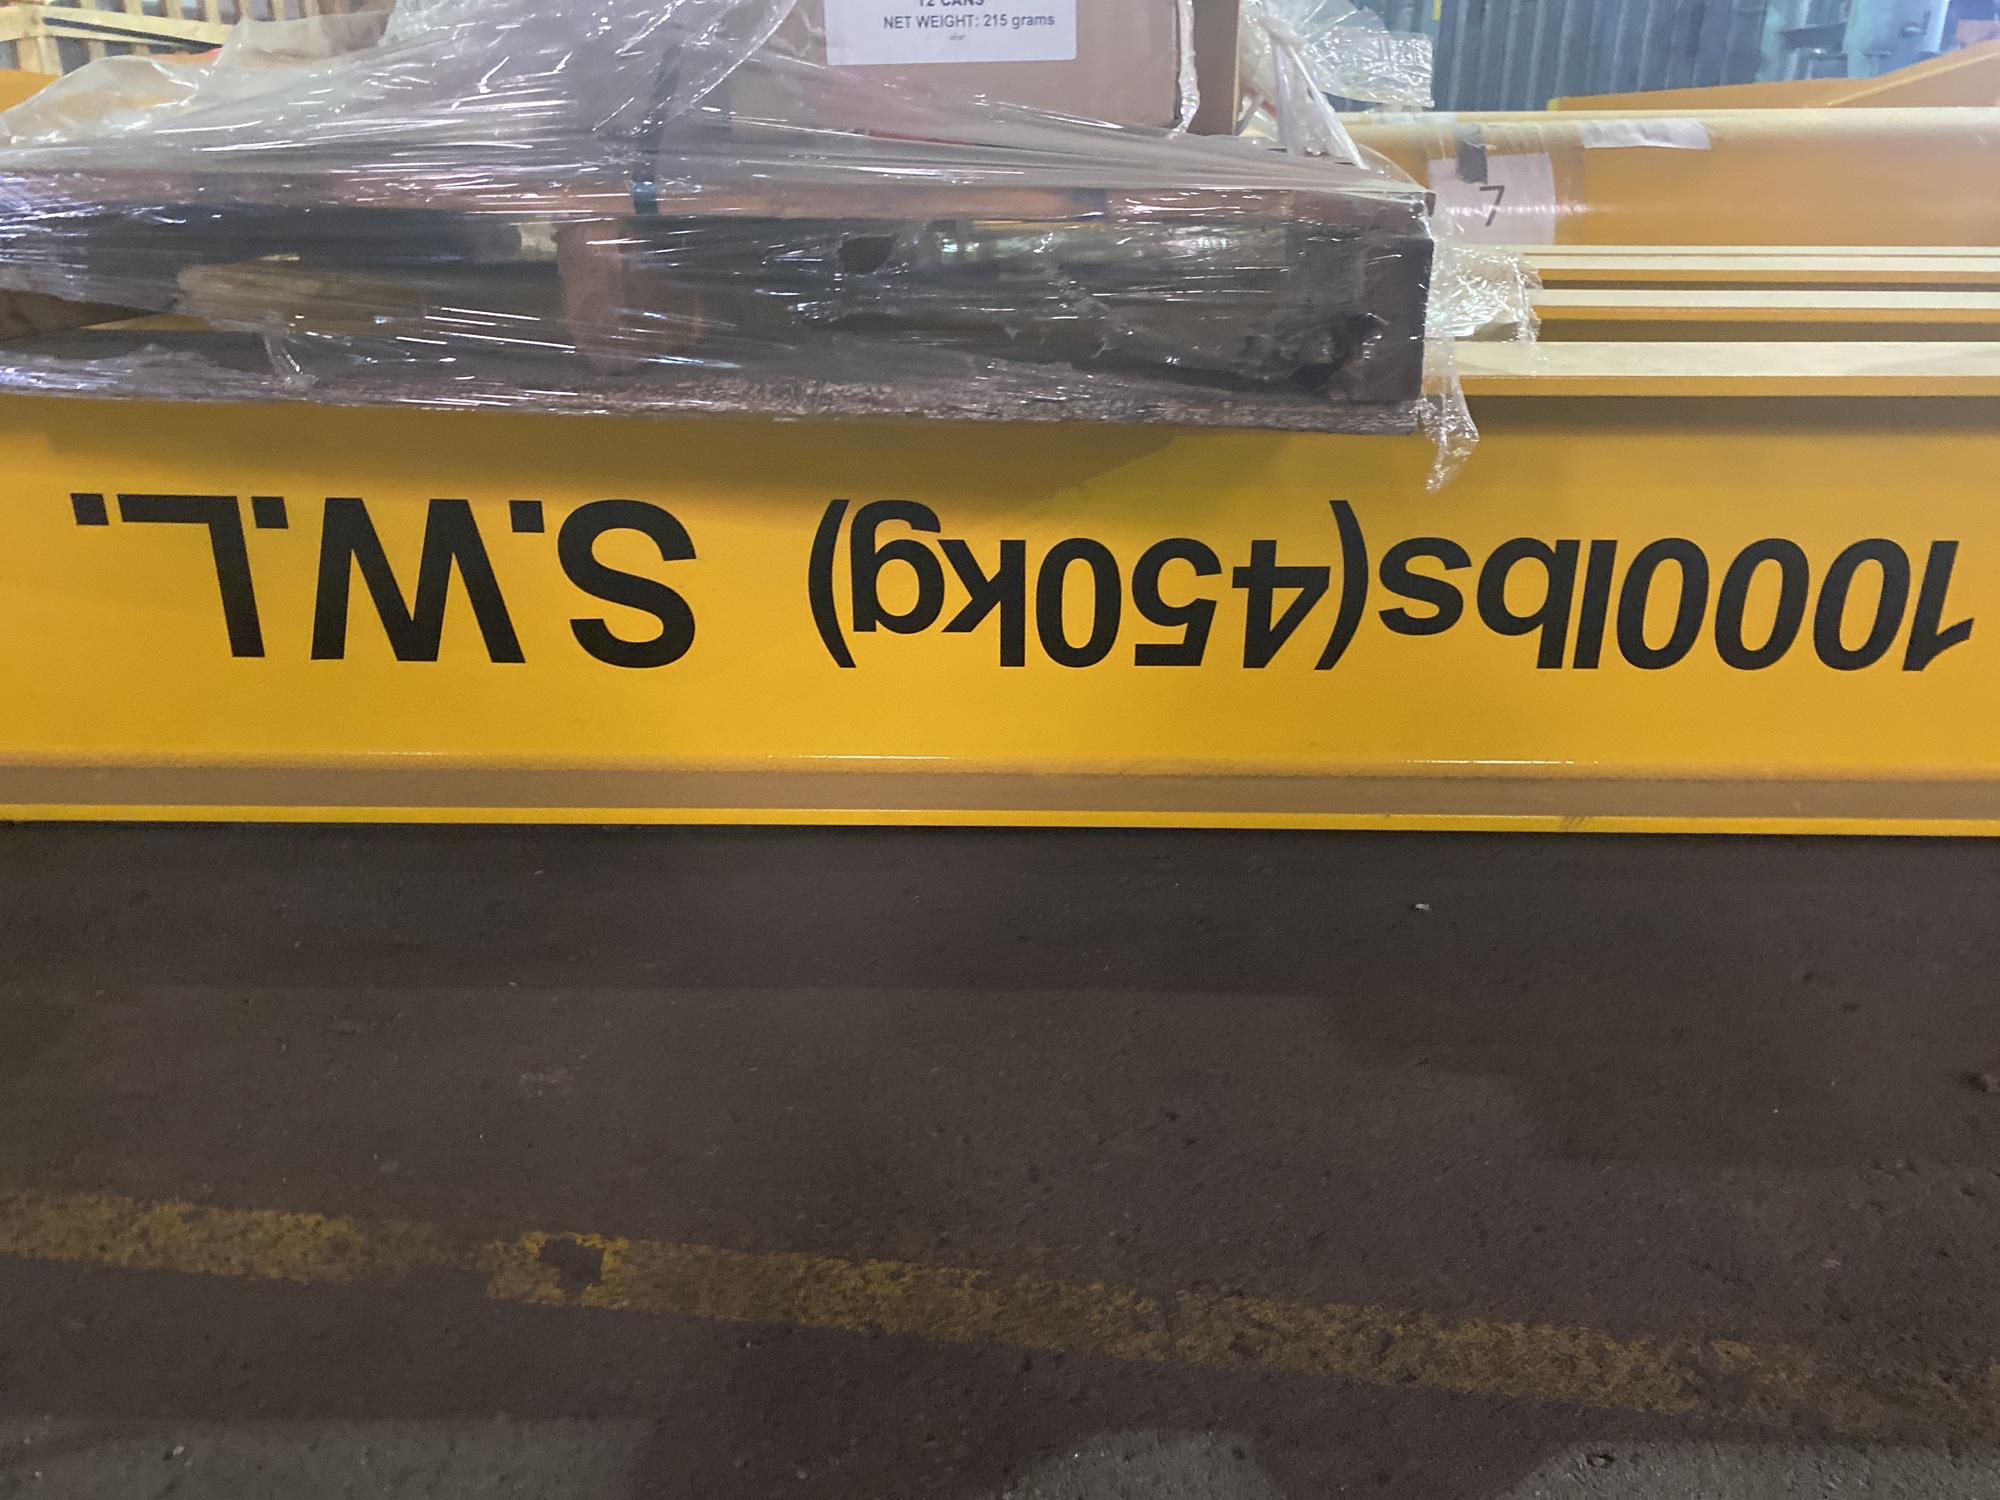 12 CANS
NET WEIGHT: 215 grams
7
1000lbs(450kg) S.W.L.